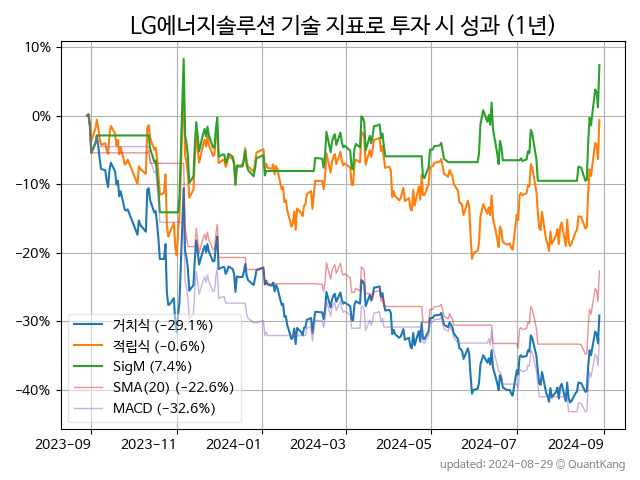 LG에너지솔루션 기술 지표로 투자 시 성과 (1년)
10%
0%
−10%
−20%
−30%
−40%
거치식 (−29.1%)
적립식 (−0.6%)
SigM (7.4%)
SMA(20) (−22.6%)
MACD (−32.6%)
2023-09 2023-11 2024-01 2024-03 2024-05 2024-07 2024-09
updated: 2024-08-29 ⓒ QuantKang